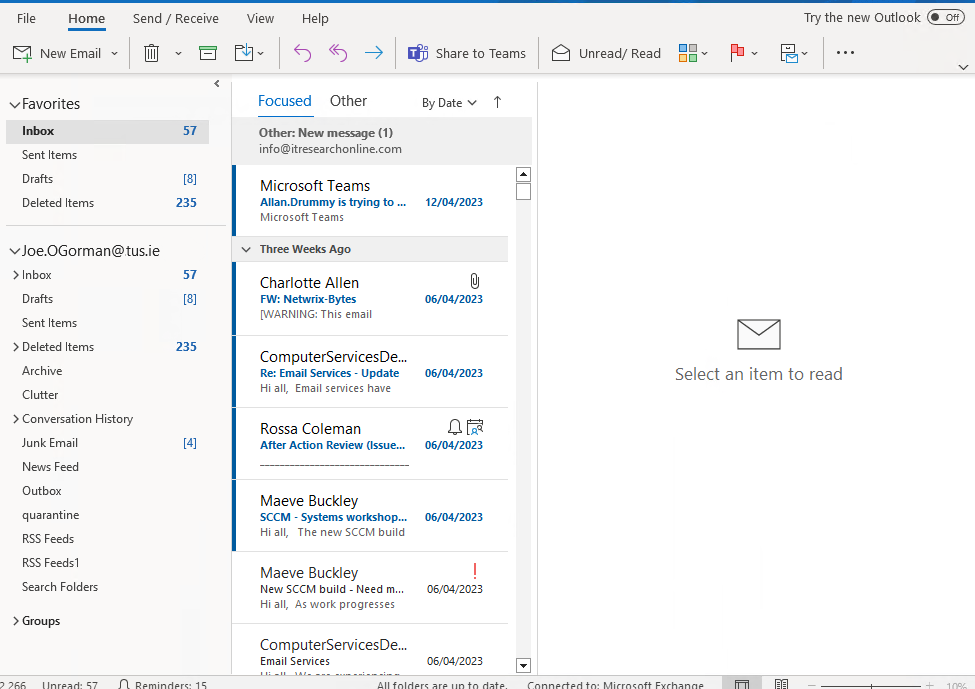 File Home Send / Receive View Help Try the new Outlook Off
New Email Share to Teams Unread/ Read
Favorites
Inbox 57
Sent Items
Drafts [8]
Deleted Items 235
Joe.OGorman@tus.ie
Inbox 57
Drafts [8]
Sent Items
Deleted Items 235
Archive
Clutter
Conversation History
Junk Email [4]
News Feed
Outbox
quarantine
RSS Feeds
RSS Feeds1
Search Folders
Groups
Focused Other By Date
Other: New message (1)
info@itresearchonline.com
Microsoft Teams
Allan.Drummy is trying to ... 12/04/2023
Microsoft Teams
Three Weeks Ago
Charlotte Allen
FW: Netwrix-Bytes 06/04/2023
[WARNING: This email
ComputerServicesDe...
Re: Email Services - Update 06/04/2023
Hi all, Email services have
Rossa Coleman
After Action Review (Issue... 06/04/2023
______________________________
Maeve Buckley
SCCM - Systems workshop... 06/04/2023
Hi all, The new SCCM build
Maeve Buckley
New SCCM build - Need m... 06/04/2023
Hi all, As work progresses
ComputerServicesDe...
Email Services 06/04/2023
Select an item to read
2,266 Unread: 57 Reminders: 15 All folders are up to date. Connected to: Microsoft Exchange 10%